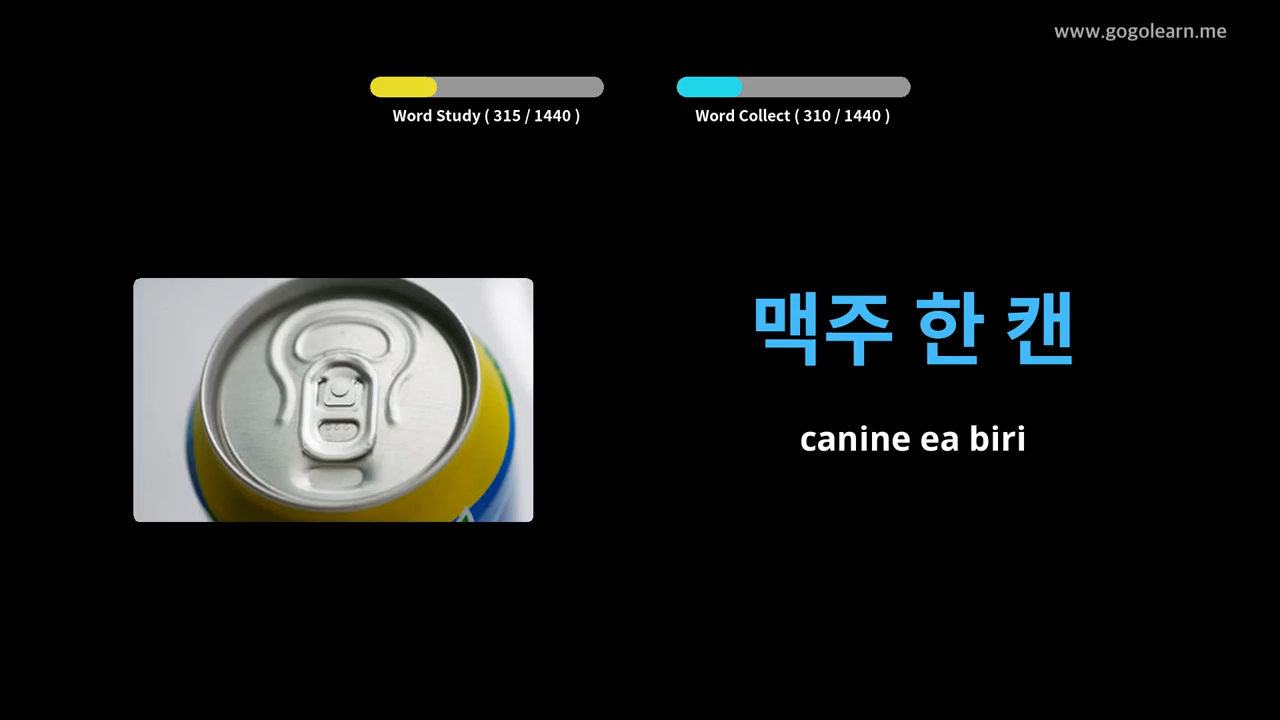 www.gogolearn.me
Word Study ( 315 / 1440 )
Word Collect ( 310 / 1440 )
맥주 한 캔
canine ea biri